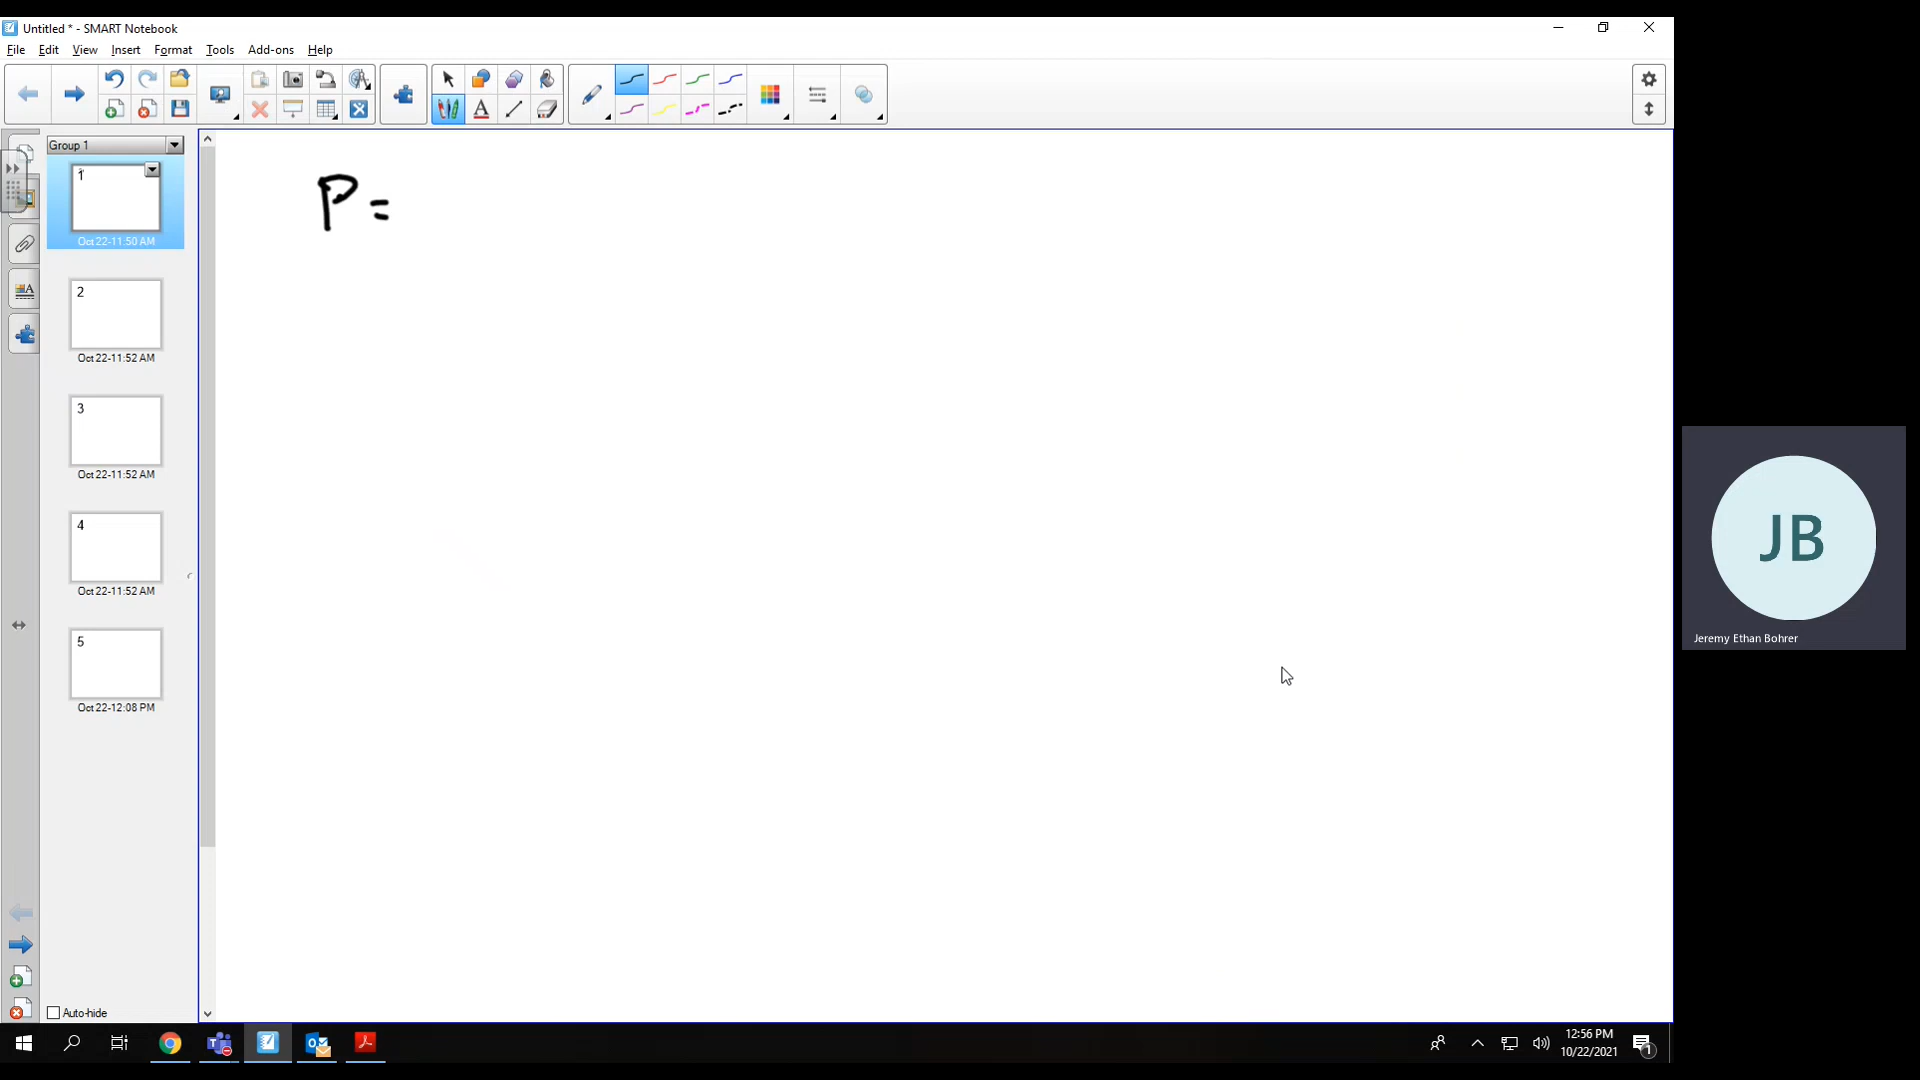 Untitled * - SMART Notebook
File Edit View Insert Format Tools Add-ons Help
Group 1
1
Oct 22-11:50 AM
2
Oct 22-11:52 AM
3
Oct 22-11:52 AM
4
Oct 22-11:52 AM
5
Oct 22-12:08 PM
Auto-hide
P =
JB
Jeremy Ethan Bohrer
12:56 PM
10/22/2021
1